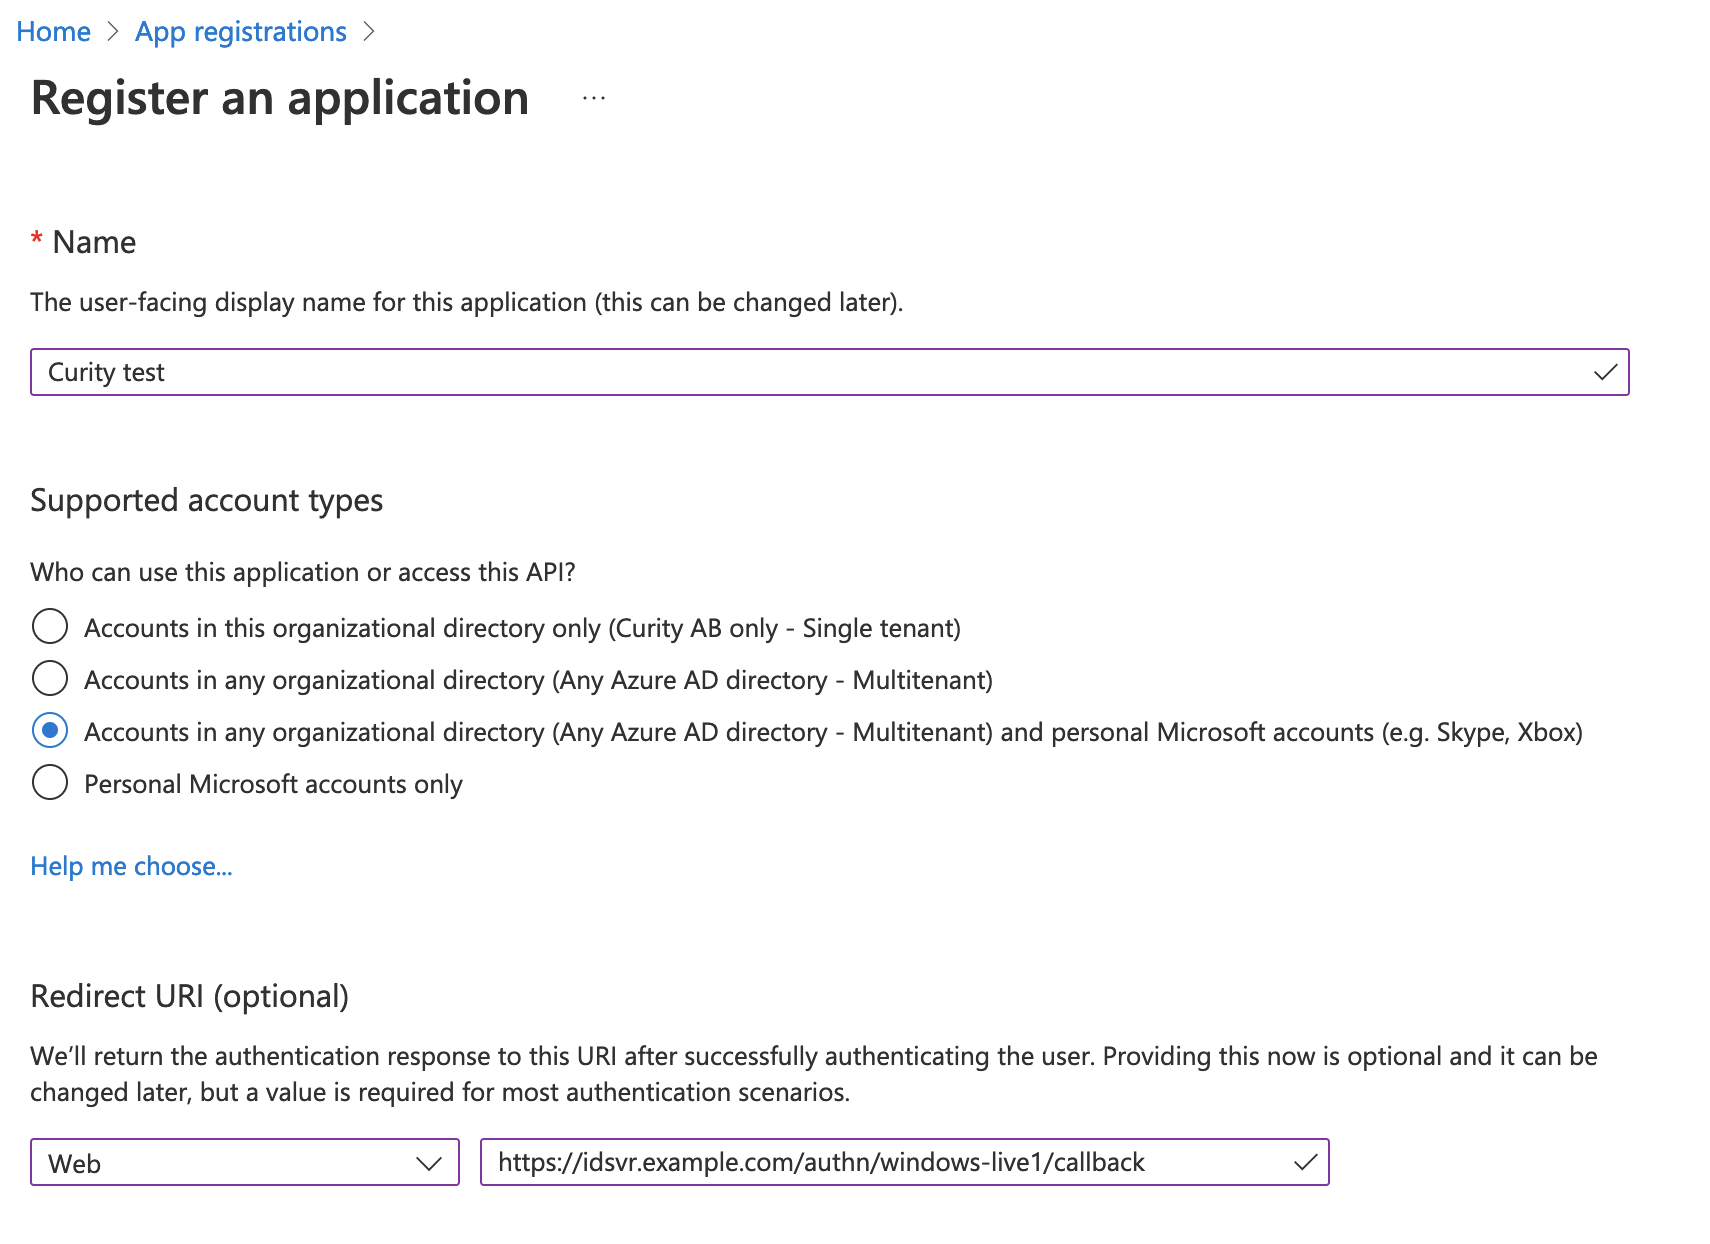 Home > App registrations >
Register an application ...
* Name
The user-facing display name for this application (this can be changed later).
Curity test
Supported account types
Who can use this application or access this API?
Accounts in this organizational directory only (Curity AB only - Single tenant)
Accounts in any organizational directory (Any Azure AD directory - Multitenant)
Accounts in any organizational directory (Any Azure AD directory - Multitenant) and personal Microsoft accounts (e.g. Skype, Xbox)
Personal Microsoft accounts only
Help me choose...
Redirect URI (optional)
We’ll return the authentication response to this URI after successfully authenticating the user. Providing this now is optional and it can be
changed later, but a value is required for most authentication scenarios.
Web https://idsvr.example.com/authn/windows-live1/callback